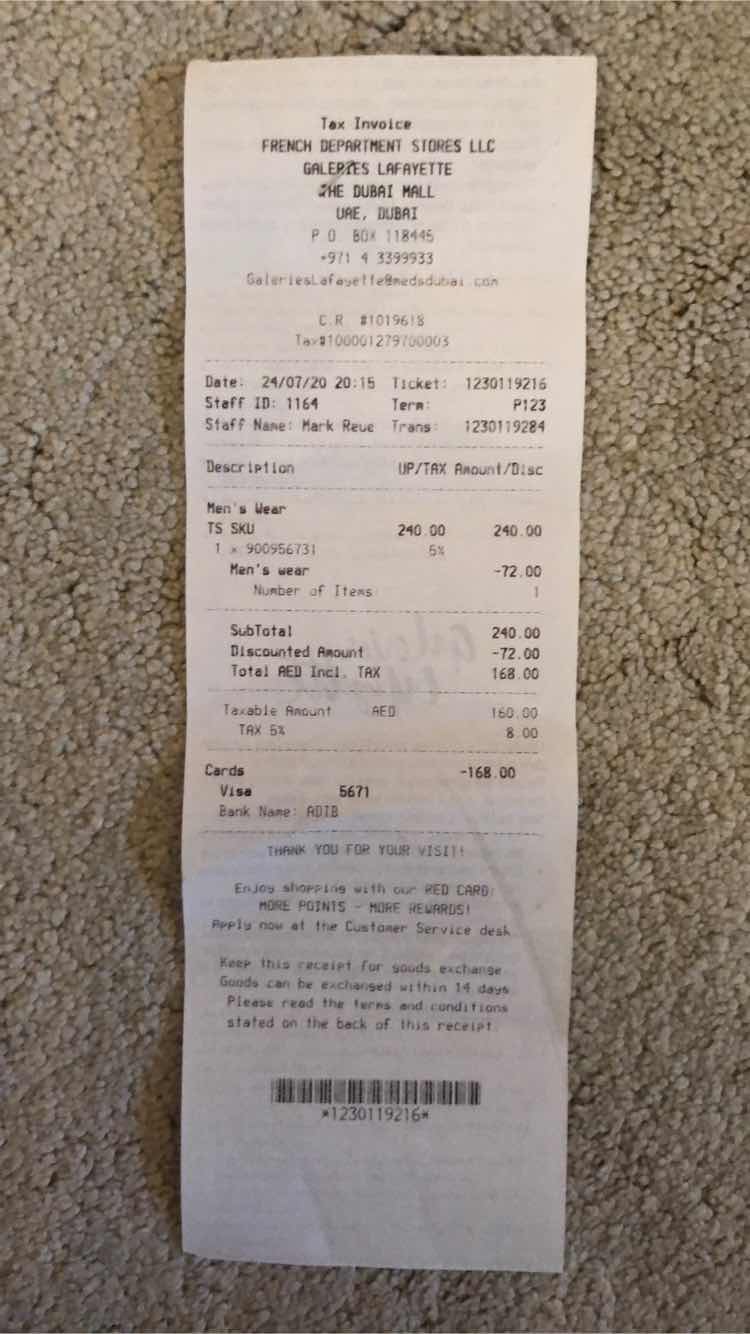 Tax Invoice
FRENCH DEPARTMENT STORES LLC
GALERIES LAFAYETTE
THE DUBAI MALL
UAE, DUBAI
P O. BOX 118445
+971 4 3399933
GaleriesLafayette@medsdubai.com
C.R #1019618
Tax#100001279700003
Date: 24/07/20 20:15 Ticket: 1230119216
Staff ID: 1164 Term: P123
Staff Name: Mark Reue Trans: 1230119284
Description UP/TAX Amount/Disc
Men's Wear
TS SKU 240.00 240.00
1 x 900956731 5%
Men's wear -72.00
Number of Items: 1
SubTotal 240.00
Discounted Amount -72.00
Total AED Incl. TAX 168.00
Taxable Amount AED 160.00
TAX 5% 8.00
Cards -168.00
Visa 5671
Bank Name: ADIB
THANK YOU FOR YOUR VISIT!
Enjoy shopping with our RED CARD:
MORE POINTS - MORE REWARDS!
Apply now at the Customer Service desk
Keep this receipt for goods exchange
Goods can be exchanged within 14 days
Please read the terms and conditions
stated on the back of this receipt
*1230119216*